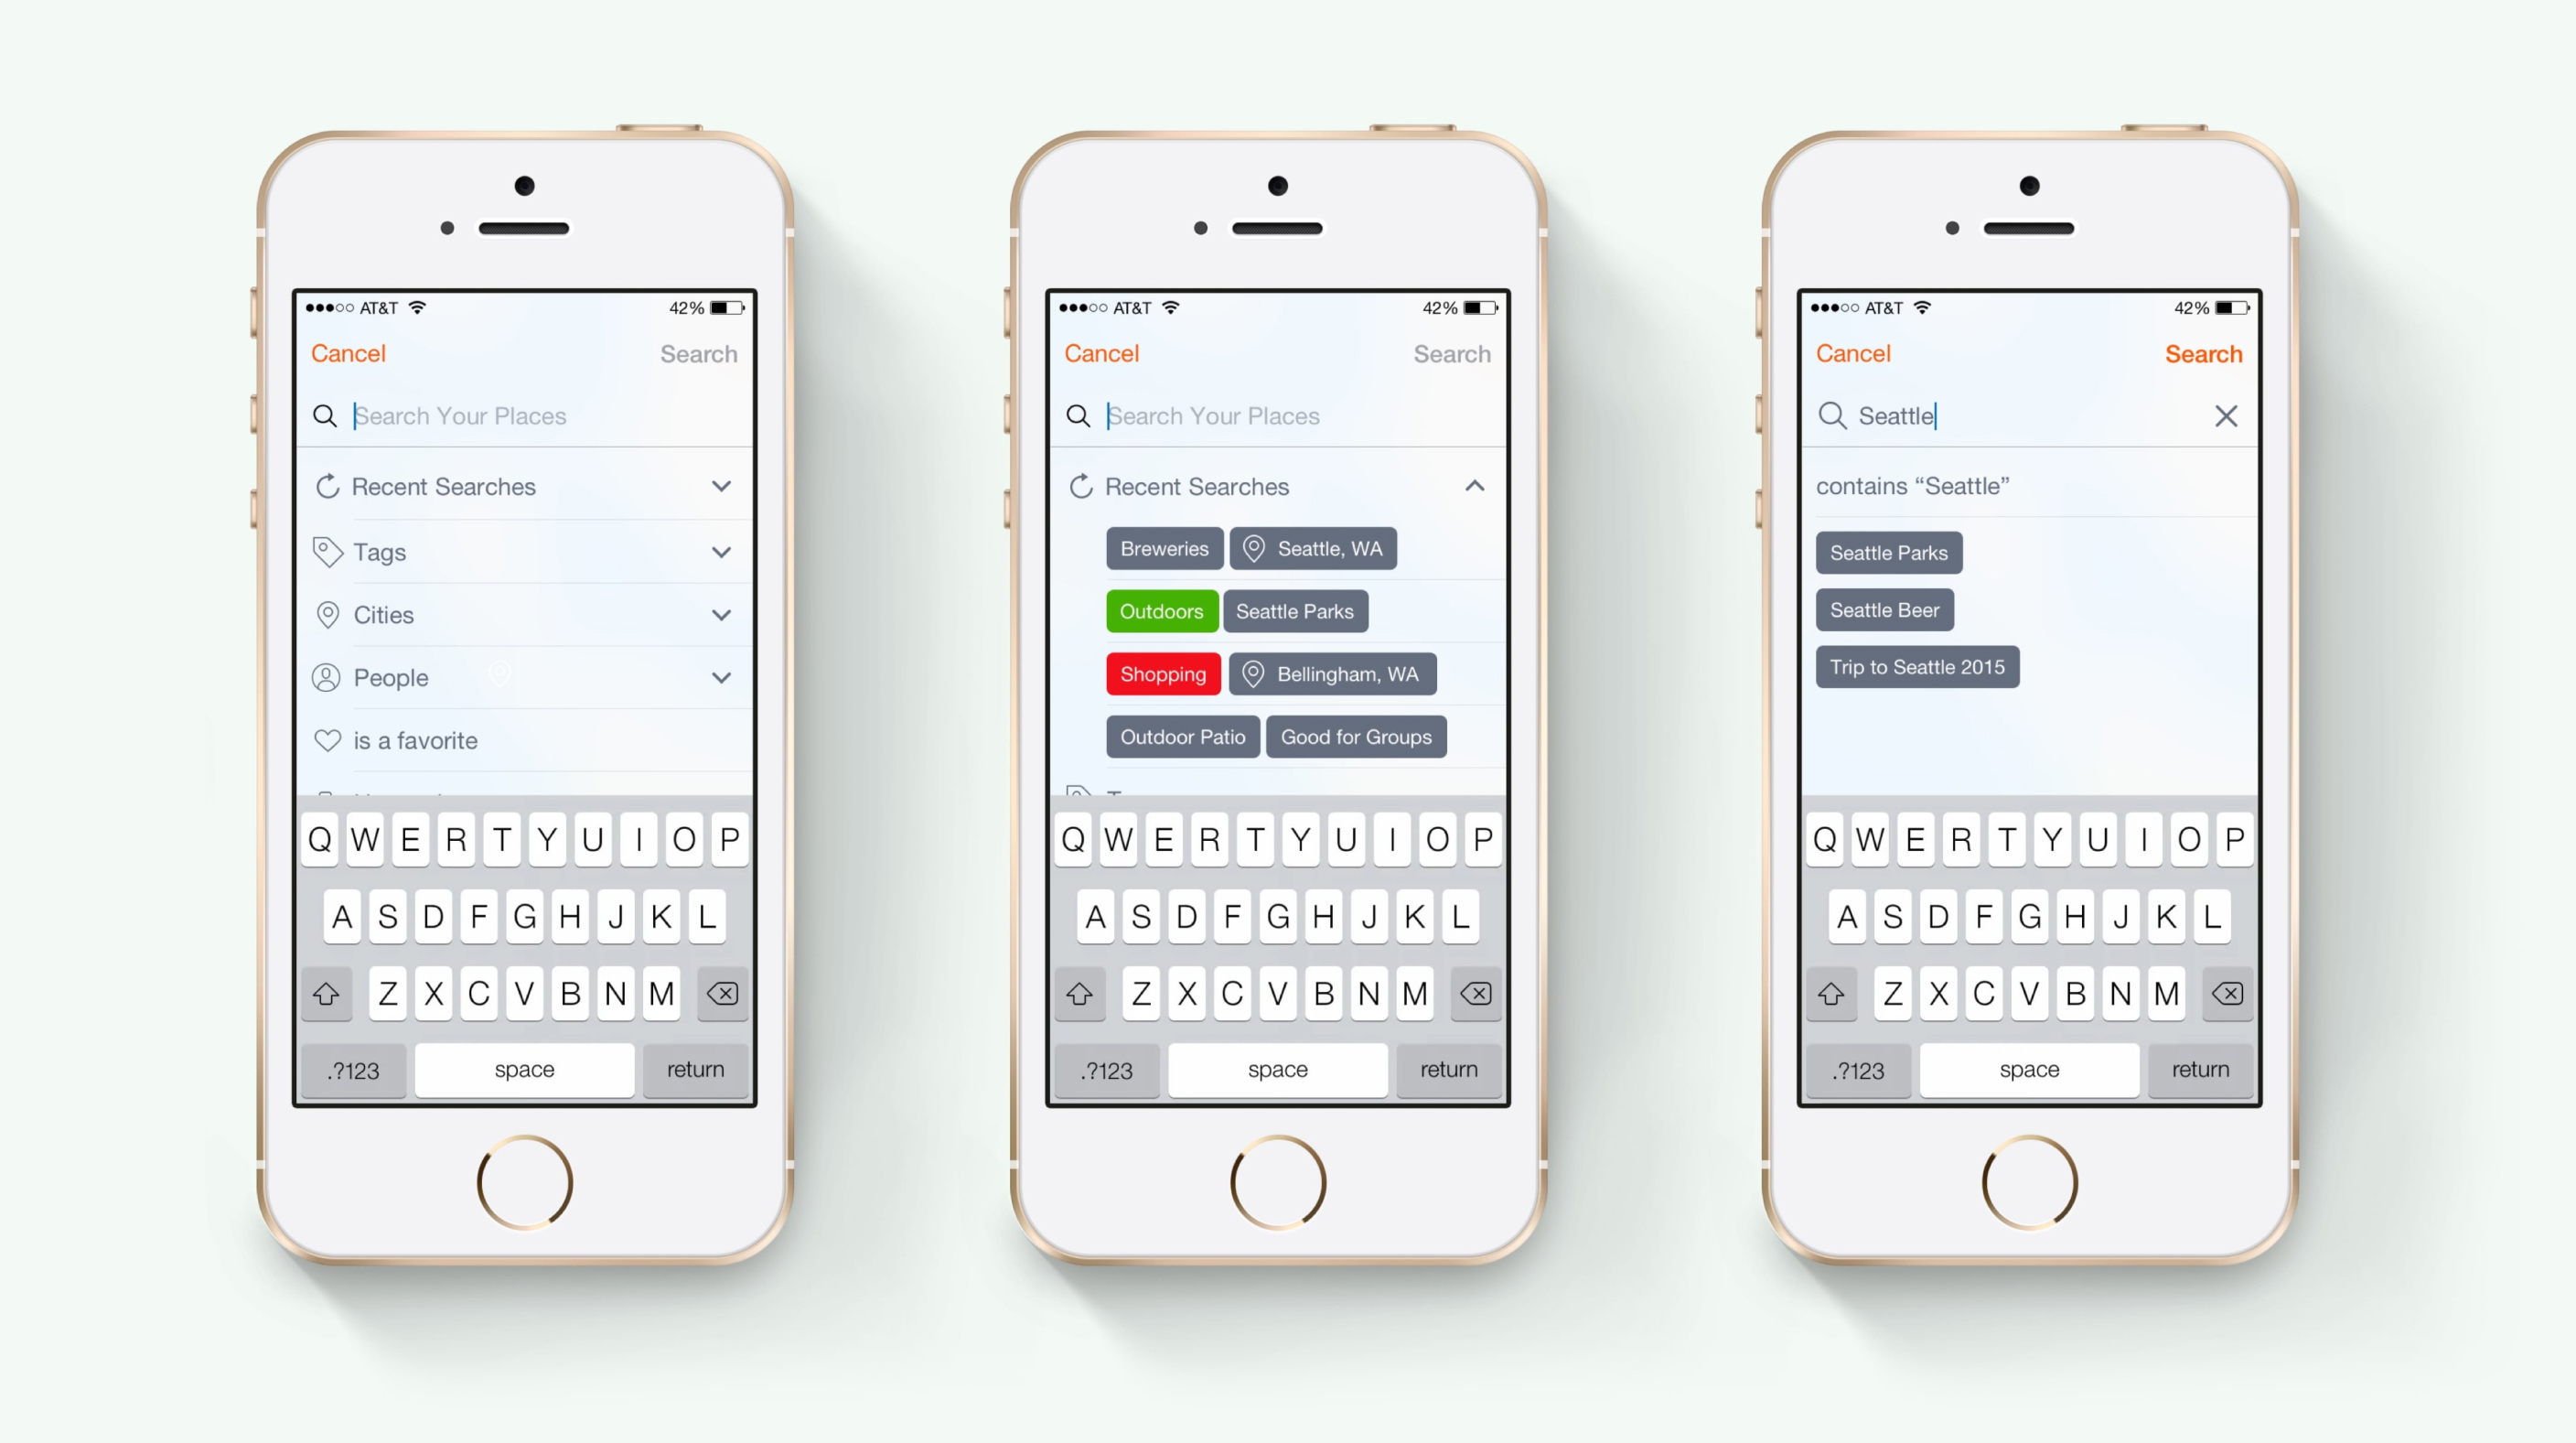 AT&T 42%
Cancel Search
Search Your Places
Recent Searches
Tags
Cities
People
is a favorite
Q W E R T Y U I O P
A S D F G H J K L
Z X C V B N M
.?123 space return
AT&T 42%
Cancel Search
Search Your Places
Recent Searches
Breweries Seattle, WA
Outdoors Seattle Parks
Shopping Bellingham, WA
Outdoor Patio Good for Groups
Q W E R T Y U I O P
A S D F G H J K L
Z X C V B N M
.?123 space return
AT&T 42%
Cancel Search
Seattle
contains “Seattle”
Seattle Parks
Seattle Beer
Trip to Seattle 2015
Q W E R T Y U I O P
A S D F G H J K L
Z X C V B N M
.?123 space return